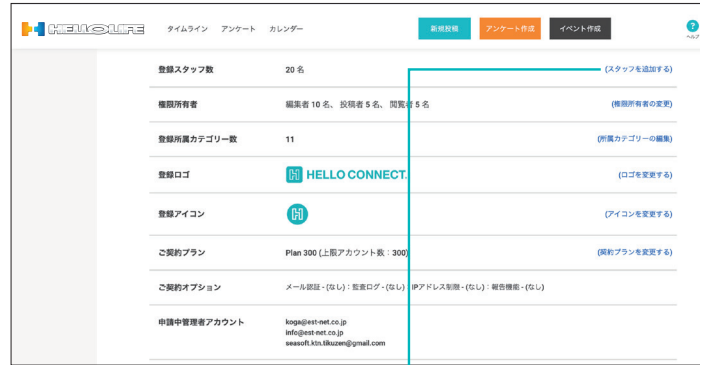 HELLOLIFE タイムライン アンケート カレンダー 新規投稿 アンケート作成 イベント作成 ? ヘルプ
登録スタッフ数 20 名 (スタッフを追加する)
権限所有者 編集者 10 名、 投稿者 5 名、 閲覧者 5 名 (権限所有者の変更)
登録所属カテゴリー数 11 (所属カテゴリーの編集)
登録ロゴ HELLO CONNECT. (ロゴを変更する)
登録アイコン (アイコンを変更する)
ご契約プラン Plan 300 (上限アカウント数：300) (契約プランを変更する)
ご契約オプション メール認証 - (なし)：監査ログ - (なし)：IPアドレス制限 - (なし)：報告機能 - (なし)
申請中管理者アカウント koga@est-net.co.jp
info@est-net.co.jp
seasoft.ktn.tikuzen@gmail.com